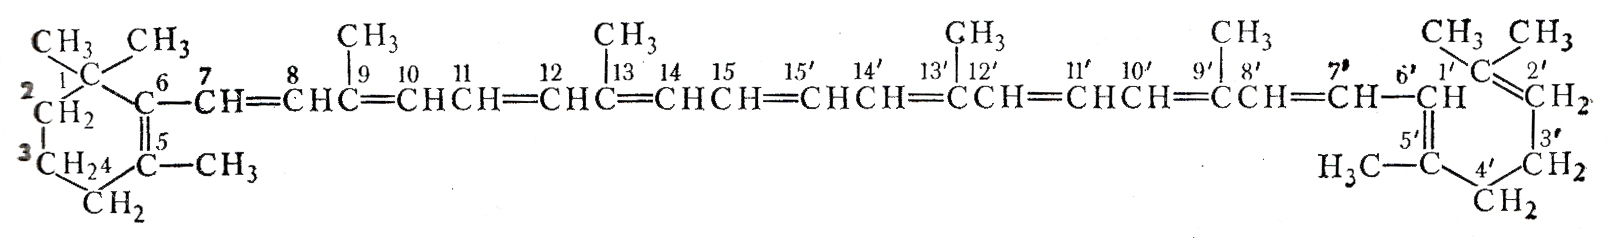 CH₃ CH₃ CH₃ CH₃ CH₃ CH₃ CH₃ CH₃
1 C 6 7 8 9 10 11 12 13 14 15 15' 14' 13' 12' 11' 10' 9' 8' 7' 6' 1' C 2'
2 CH₂ C—CH=CHC=CHCH=CHC=CHCH=CHCH=CCH=CHCH=CCH=CH—CH CH₂
3 CH₂ 4 C 5 —CH₃ H₃C—C 5' 4' 3' CH₂
CH₂ CH₂